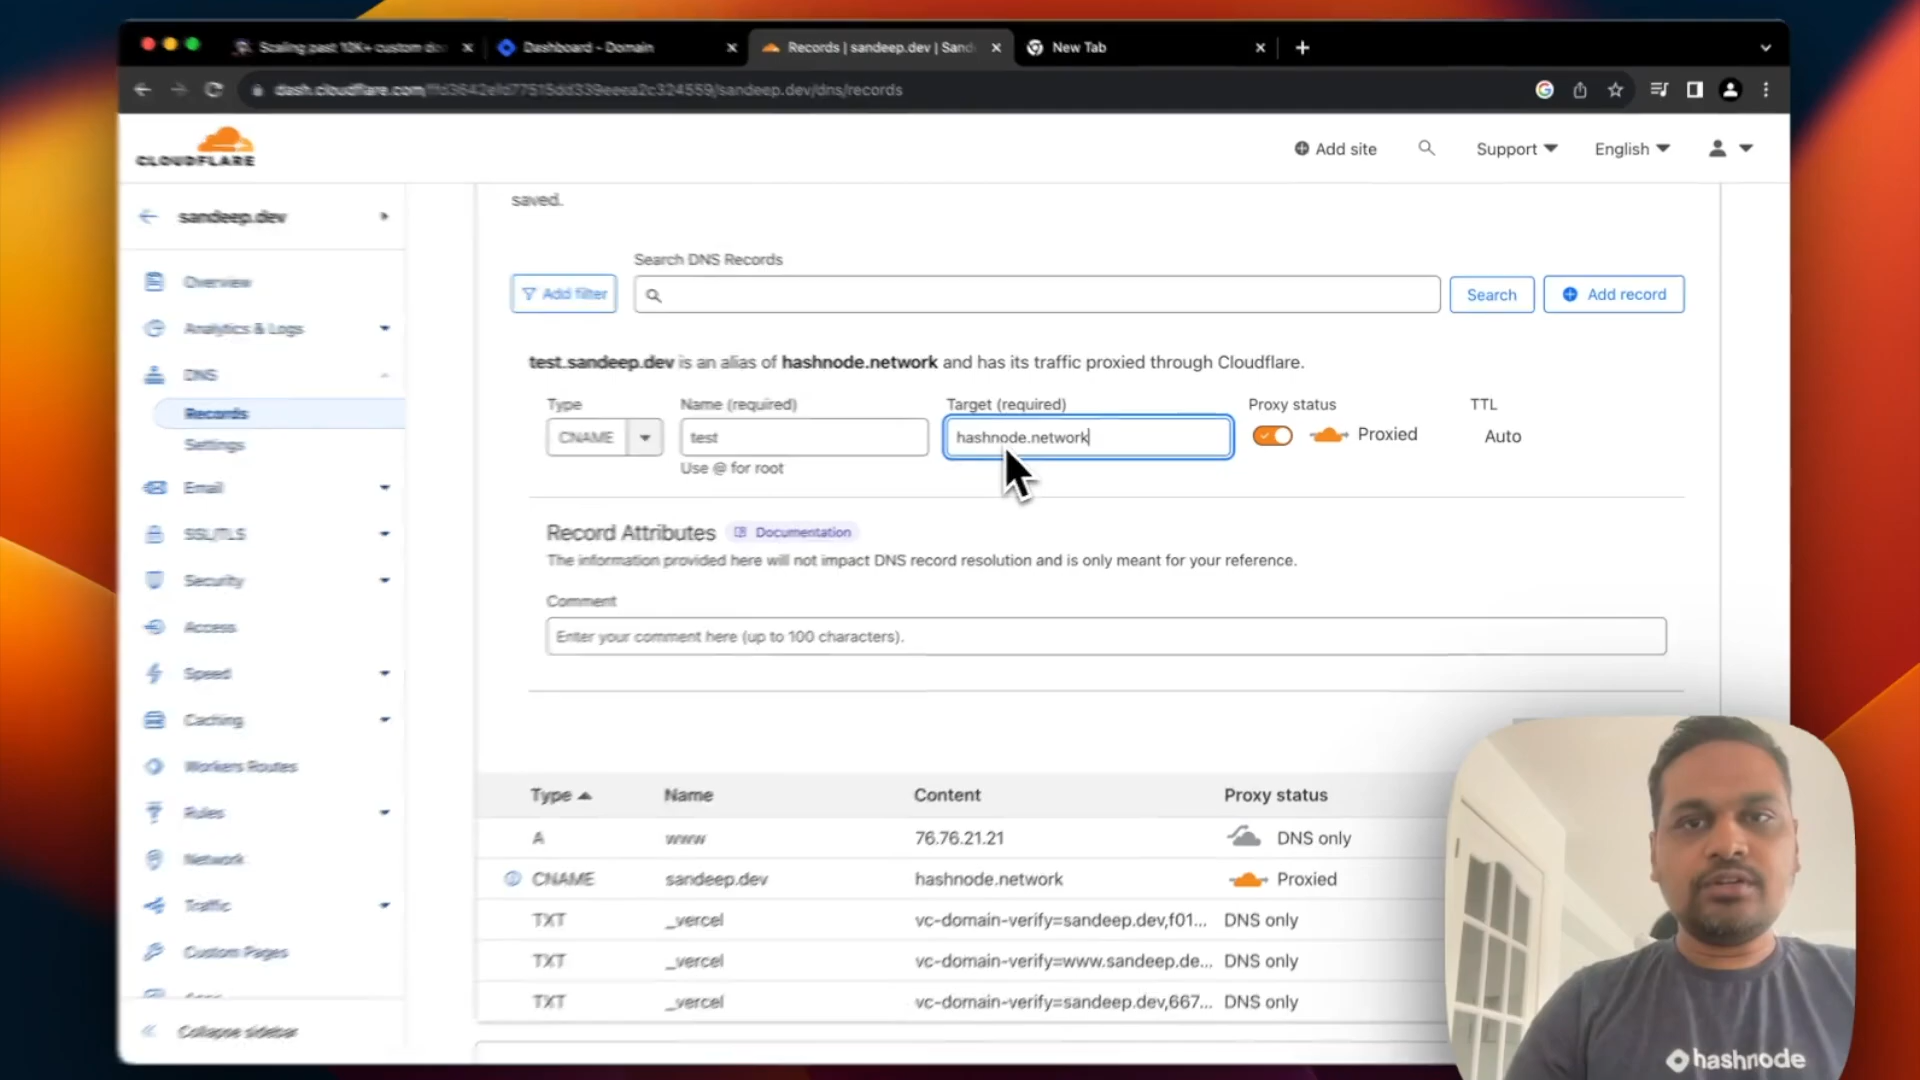 Scaling past 10K+ custom do
Dashboard - Domain
Records | sandeep.dev | Sand
New Tab
sandeep.dev/dns/records
CLOUDFLARE
Add site
Support
English
sandeep.dev
Overview
Analytics & Logs
DNS
Records
Settings
Email
SSL/TLS
Security
Access
Speed
Caching
Workers Routes
Rules
Network
Traffic
Custom Pages
Collapse sidebar
saved.
Search DNS Records
Add filter
Search
Add record
test.sandeep.dev is an alias of hashnode.network and has its traffic proxied through Cloudflare.
Type
Name (required)
Target (required)
Proxy status
TTL
CNAME
test
hashnode.network
Proxied
Auto
Use @ for root
Record Attributes
Documentation
The information provided here will not impact DNS record resolution and is only meant for your reference.
Comment
Enter your comment here (up to 100 characters).
Type Name Content Proxy status
A www 76.76.21.21 DNS only
CNAME sandeep.dev hashnode.network Proxied
TXT _vercel vc-domain-verify=sandeep.dev,f01... DNS only
TXT _vercel vc-domain-verify=www.sandeep.de... DNS only
TXT _vercel vc-domain-verify=sandeep.dev,667... DNS only
hashnode